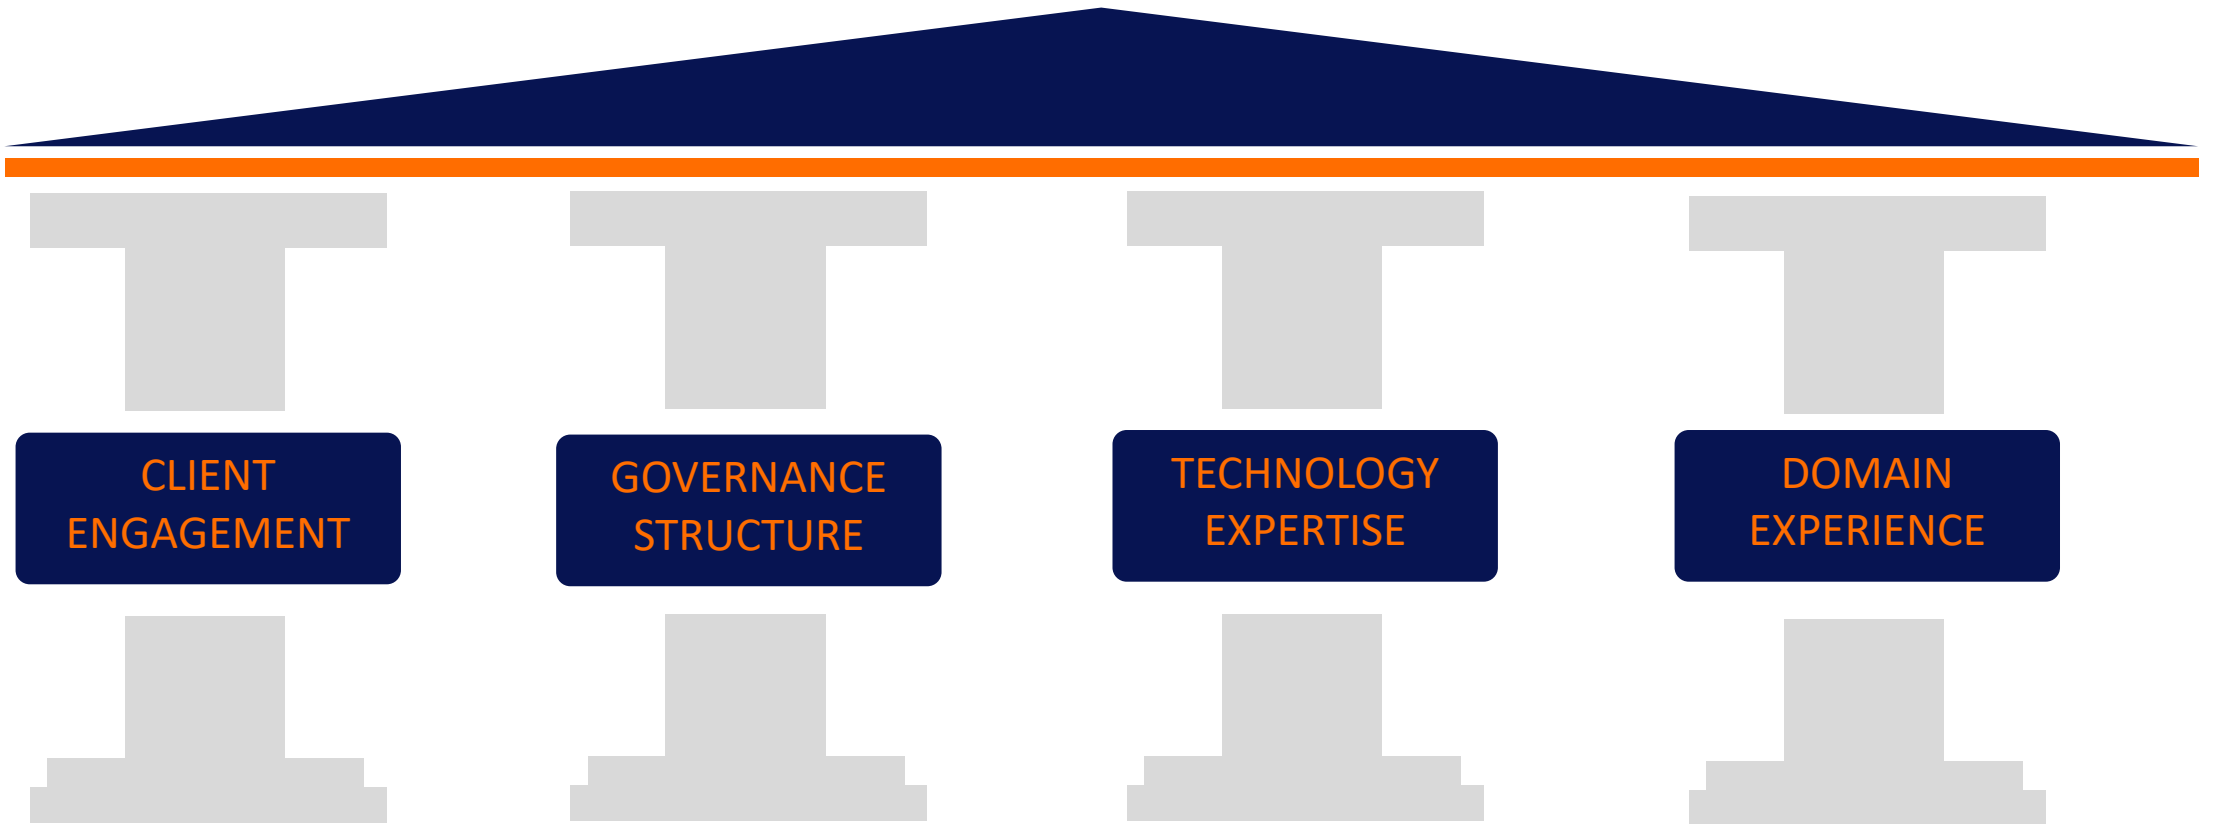 CLIENT
ENGAGEMENT
GOVERNANCE
STRUCTURE
TECHNOLOGY
EXPERTISE
DOMAIN
EXPERIENCE